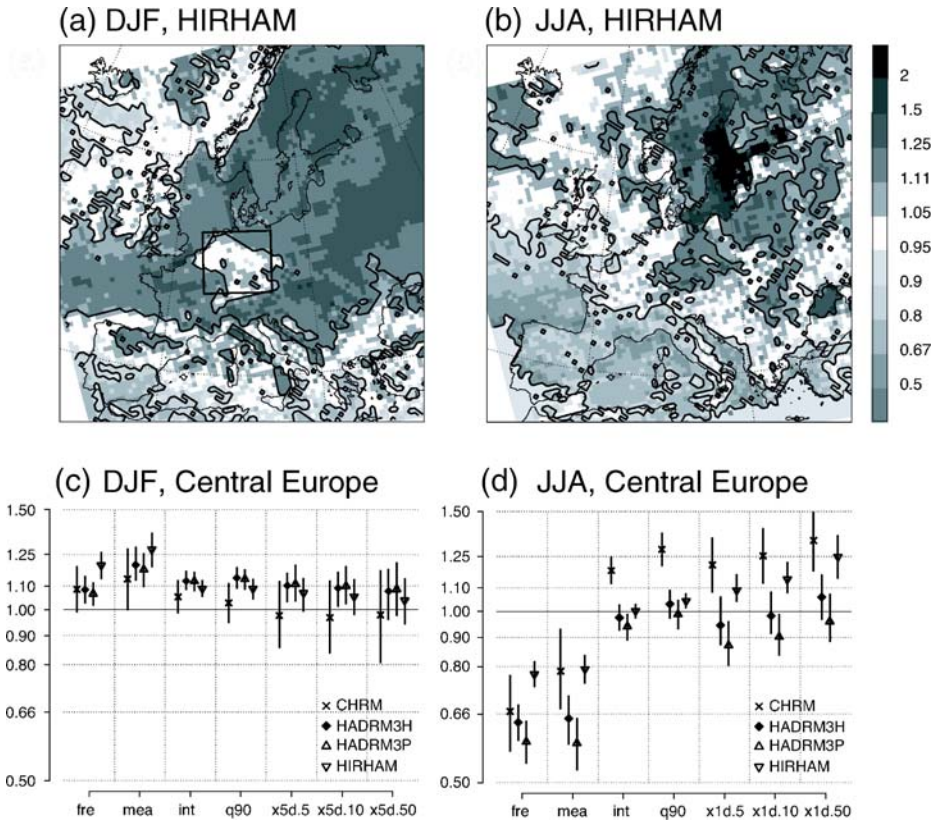 (a) DJF, HIRHAM
(b) JJA, HIRHAM
2
1.5
1.25
1.11
1.05
0.95
0.9
0.8
0.67
0.5
(c) DJF, Central Europe
1.50
1.25
1.10
1.00
0.90
0.80
0.66
0.50
CHRM
HADRM3H
HADRM3P
HIRHAM
fre mea int q90 x5d.5 x5d.10 x5d.50
(d) JJA, Central Europe
1.50
1.25
1.10
1.00
0.90
0.80
0.66
0.50
CHRM
HADRM3H
HADRM3P
HIRHAM
fre mea int q90 x1d.5 x1d.10 x1d.50